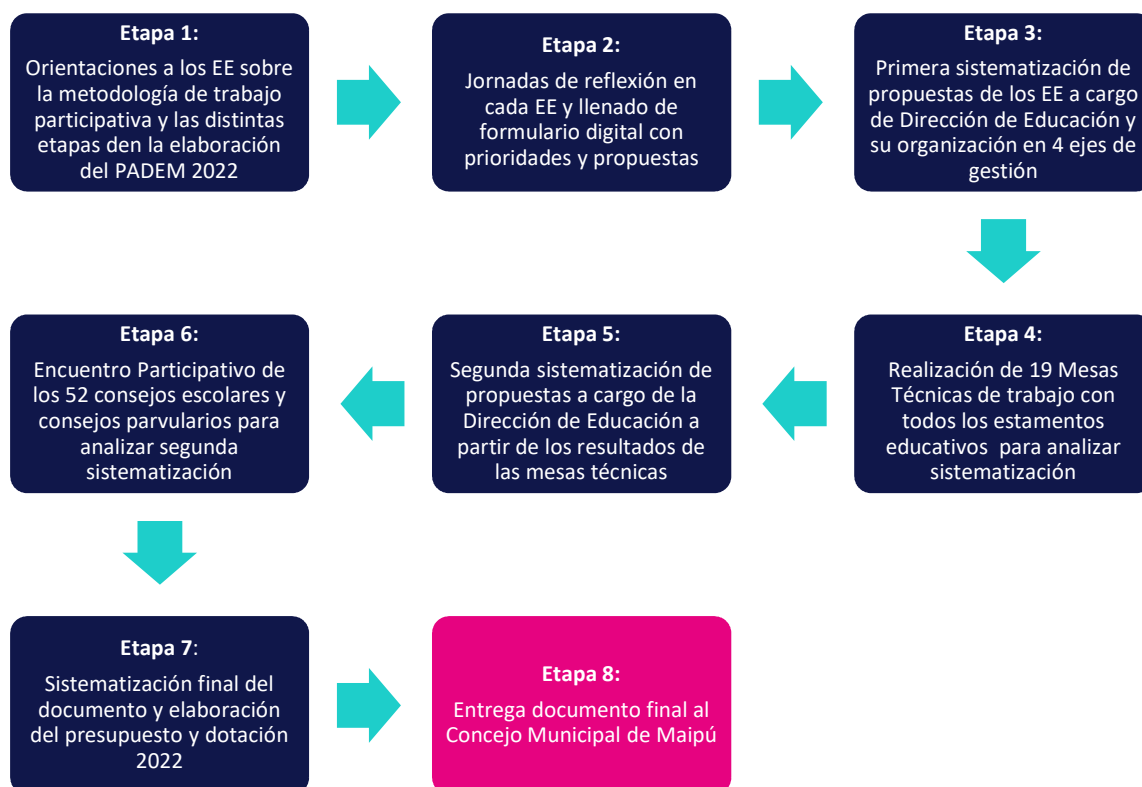 Etapa 1:
Orientaciones a los EE sobre
la metodología de trabajo
participativa y las distintas
etapas den la elaboración
del PADEM 2022
Etapa 2:
Jornadas de reflexión en
cada EE y llenado de
formulario digital con
prioridades y propuestas
Etapa 3:
Primera sistematización de
propuestas de los EE a cargo
de Dirección de Educación y
su organización en 4 ejes de
gestión
Etapa 4:
Realización de 19 Mesas
Técnicas de trabajo con
todos los estamentos
educativos para analizar
sistematización
Etapa 5:
Segunda sistematización de
propuestas a cargo de la
Dirección de Educación a
partir de los resultados de
las mesas técnicas
Etapa 6:
Encuentro Participativo de
los 52 consejos escolares y
consejos parvularios para
analizar segunda
sistematización
Etapa 7:
Sistematización final del
documento y elaboración
del presupuesto y dotación
2022
Etapa 8:
Entrega documento final al
Concejo Municipal de Maipú